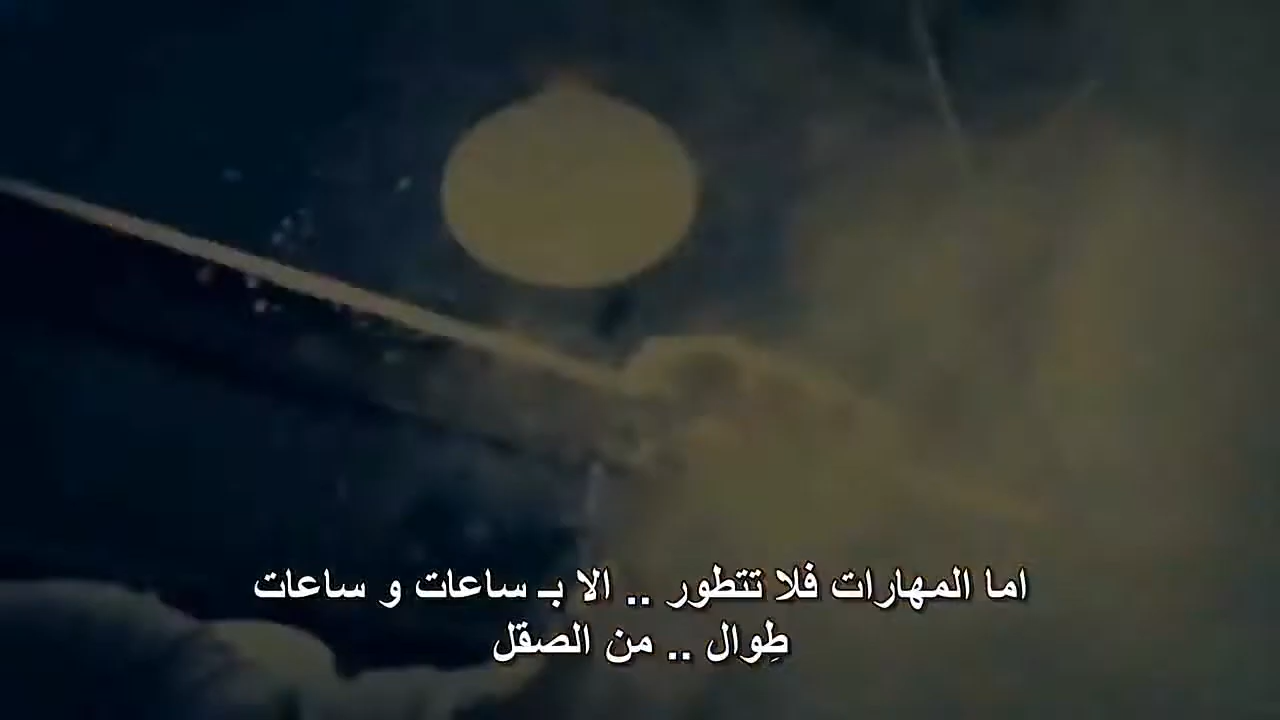 اما المهارات فلا تتطور .. الا بـ ساعات و ساعات
طِوال .. من الصقل